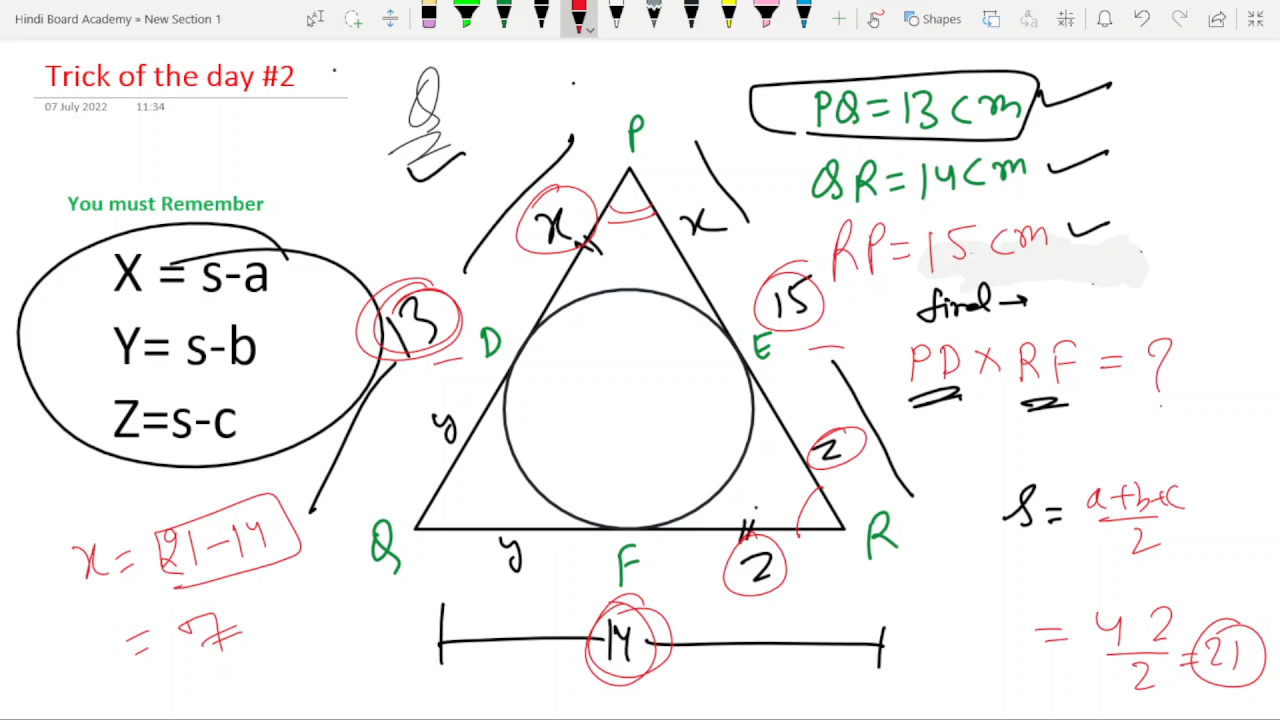 Hindi Board Academy » New Section 1
Shapes
Trick of the day #2
07 July 2022 11:34
Q
You must Remember
X = s-a
Y= s-b
Z=s-c
x = 21-14
= 7
P
x
x
13
15
D
E
y
z
Q
y
F
z
R
14
PQ = 13 cm
QR = 14 cm
RP = 15 cm
find →
PD × RF = ?
S = a+b+c
2
= 42
2
= 21